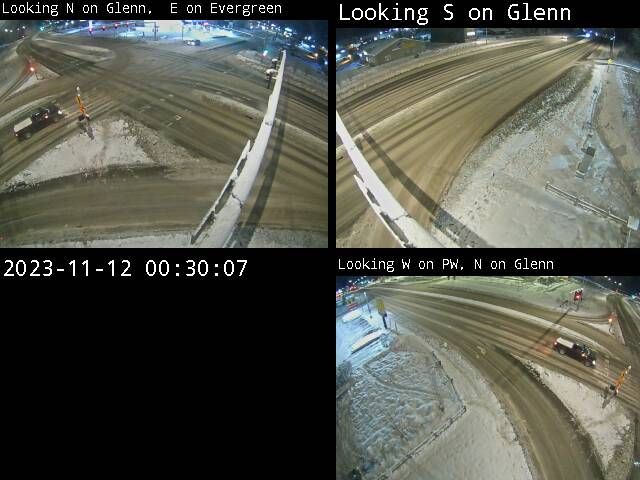 Looking N on Glenn, E on Evergreen
Looking S on Glenn
2023-11-12 00:30:07
Looking W on PW, N on Glenn